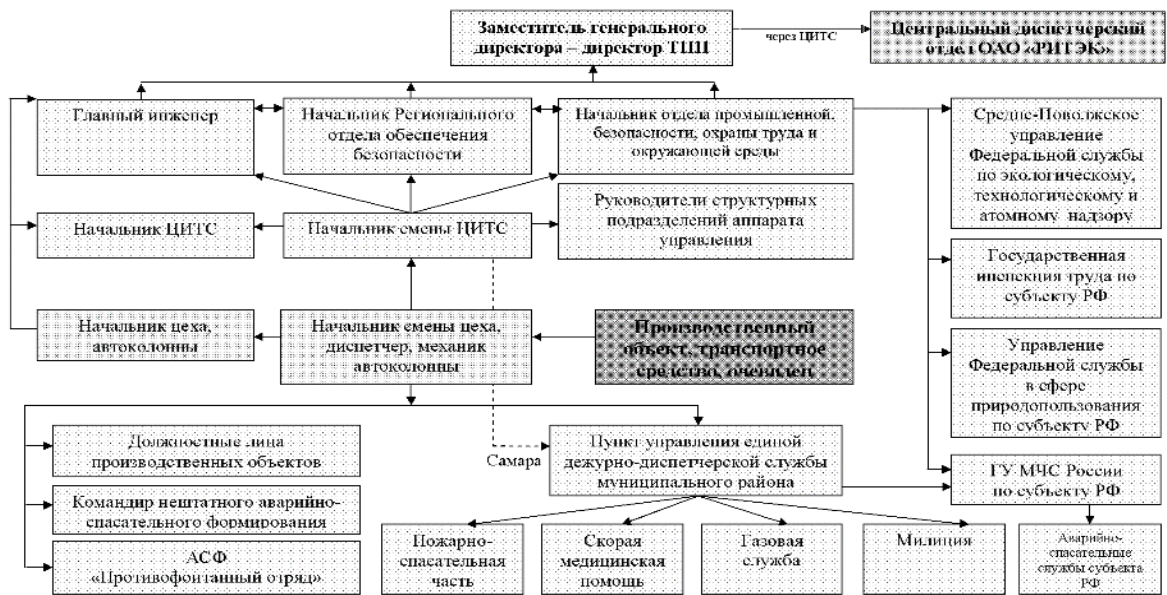 Заместитель генерального
директора – директор ТПП
через ЦИТС
Центральный диспетчерский
отдел ОАО «РИТЭК»
Главный инженер
Начальник Регионального
отдела обеспечения
безопасности
Начальник отдела промышленной,
безопасности, охраны труда и
окружающей среды
Средне-Поволжское
управление
Федеральной службы
по экологическому,
технологическому и
атомному надзору
Начальник ЦИТС
Начальник смены ЦИТС
Руководители структурных
подразделений аппарата
управления
Государственная
инспекция труда по
субъекту РФ
Начальник цеха,
автоколонны
Начальник смены цеха,
диспетчер, механик
автоколонны
Производственный
объект, транспортное
средство, очевидец
Управление
Федеральной службы
в сфере
природопользования
по субъекту РФ
Должностные лица
производственных объектов
Самара
Пункт управления единой
дежурно-диспетчерской службы
муниципального района
ГУ МЧС России
по субъекту РФ
Командир нештатного аварийно-
спасательного формирования
АСФ
«Противофонтанный отряд»
Пожарно-
спасательная
часть
Скорая
медицинская
помощь
Газовая
служба
Милиция
Аварийно-
спасательные
службы субъекта
РФ